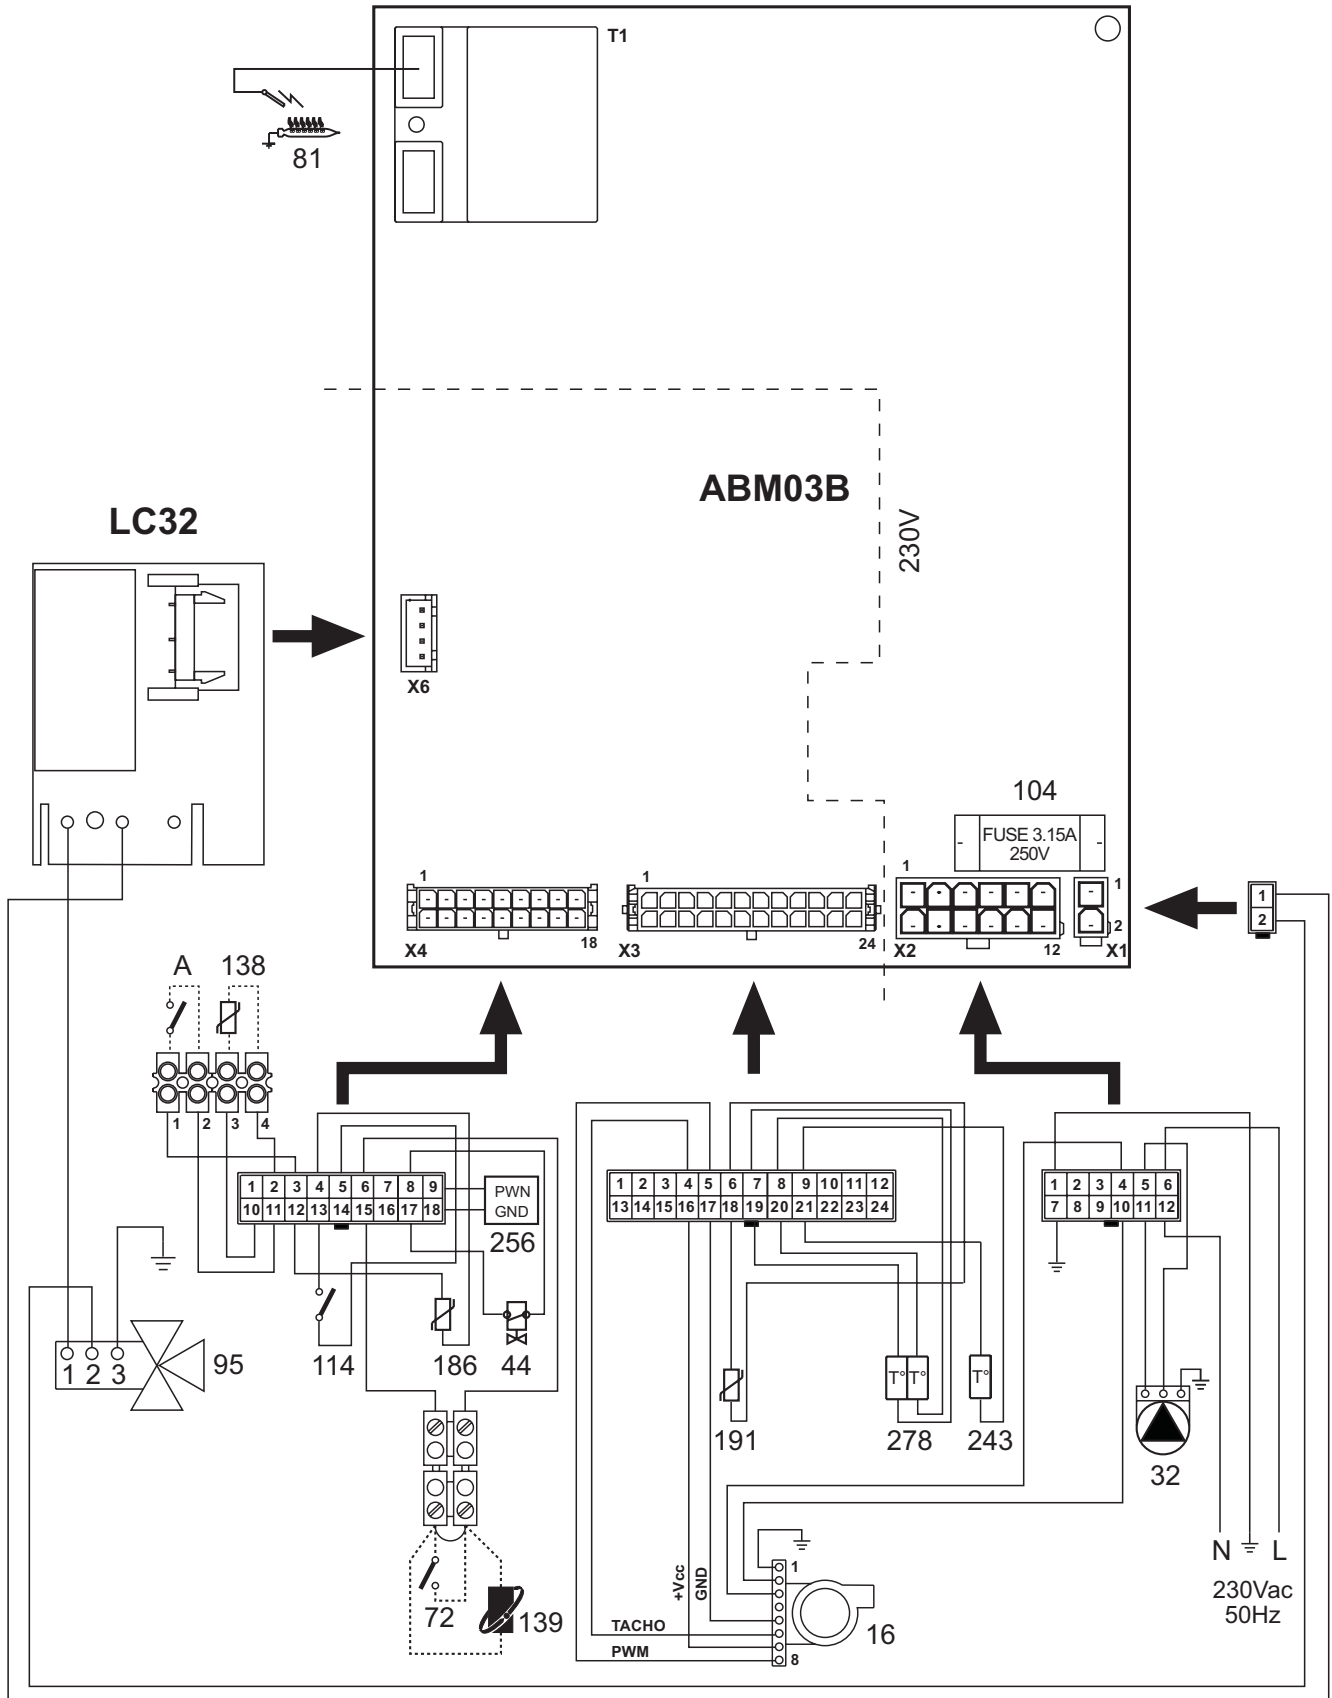 T1
81
ABM03B
230V
LC32
X6
104
FUSE 3.15A
250V
1
1
1
1
18
24
12
2
X4
X3
X2
X1
1
2
A
138
1
2
3
4
1 2 3 4 5 6 7 8 9
10 11 12 13 14 15 16 17 18
PWN
GND
256
1 2 3 4 5 6 7 8 9 10 11 12
13 14 15 16 17 18 19 20 21 22 23 24
1 2 3 4 5 6
7 8 9 10 11 12
1 2 3
95
114
186
44
T° T°
T°
191
278
243
32
N
L
230Vac
50Hz
+Vcc
GND
TACHO
PWM
1
8
16
72
139